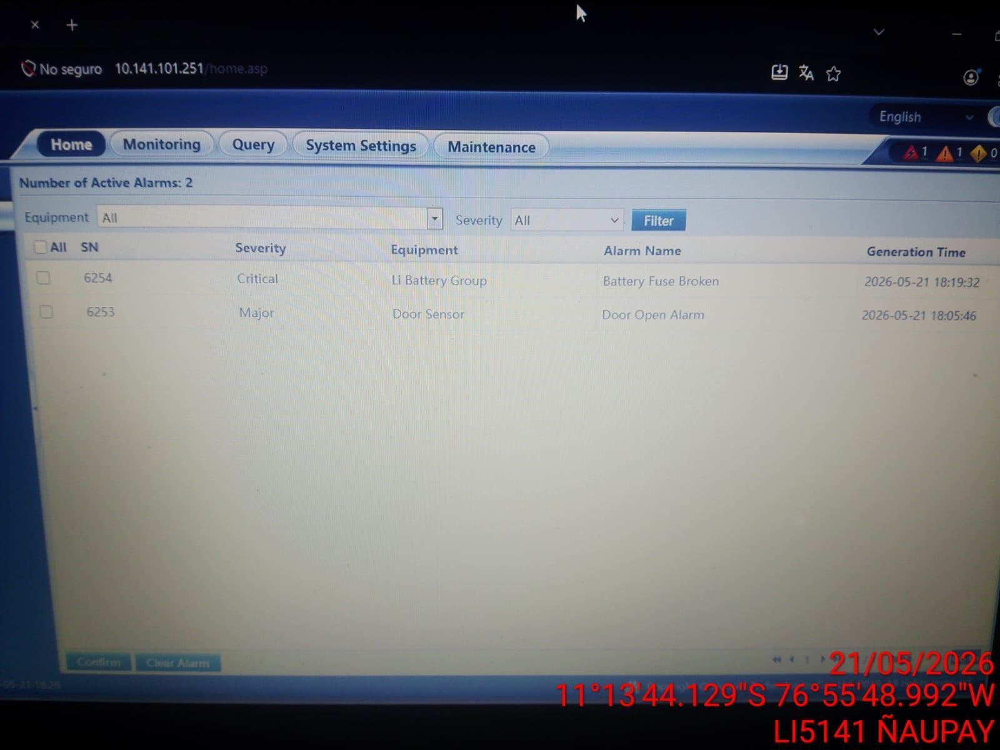 No seguro 10.141.101.251/home.asp
English
Home Monitoring Query System Settings Maintenance
1 1 0
Number of Active Alarms: 2
Equipment All Severity All Filter
All SN Severity Equipment Alarm Name Generation Time
6254 Critical Li Battery Group Battery Fuse Broken 2026-05-21 18:19:32
6253 Major Door Sensor Door Open Alarm 2026-05-21 18:05:46
Confirm Clear Alarm
-05-21 18:26
21/05/2026
11°13'44.129"S 76°55'48.992"W
LI5141 ÑAUPAY